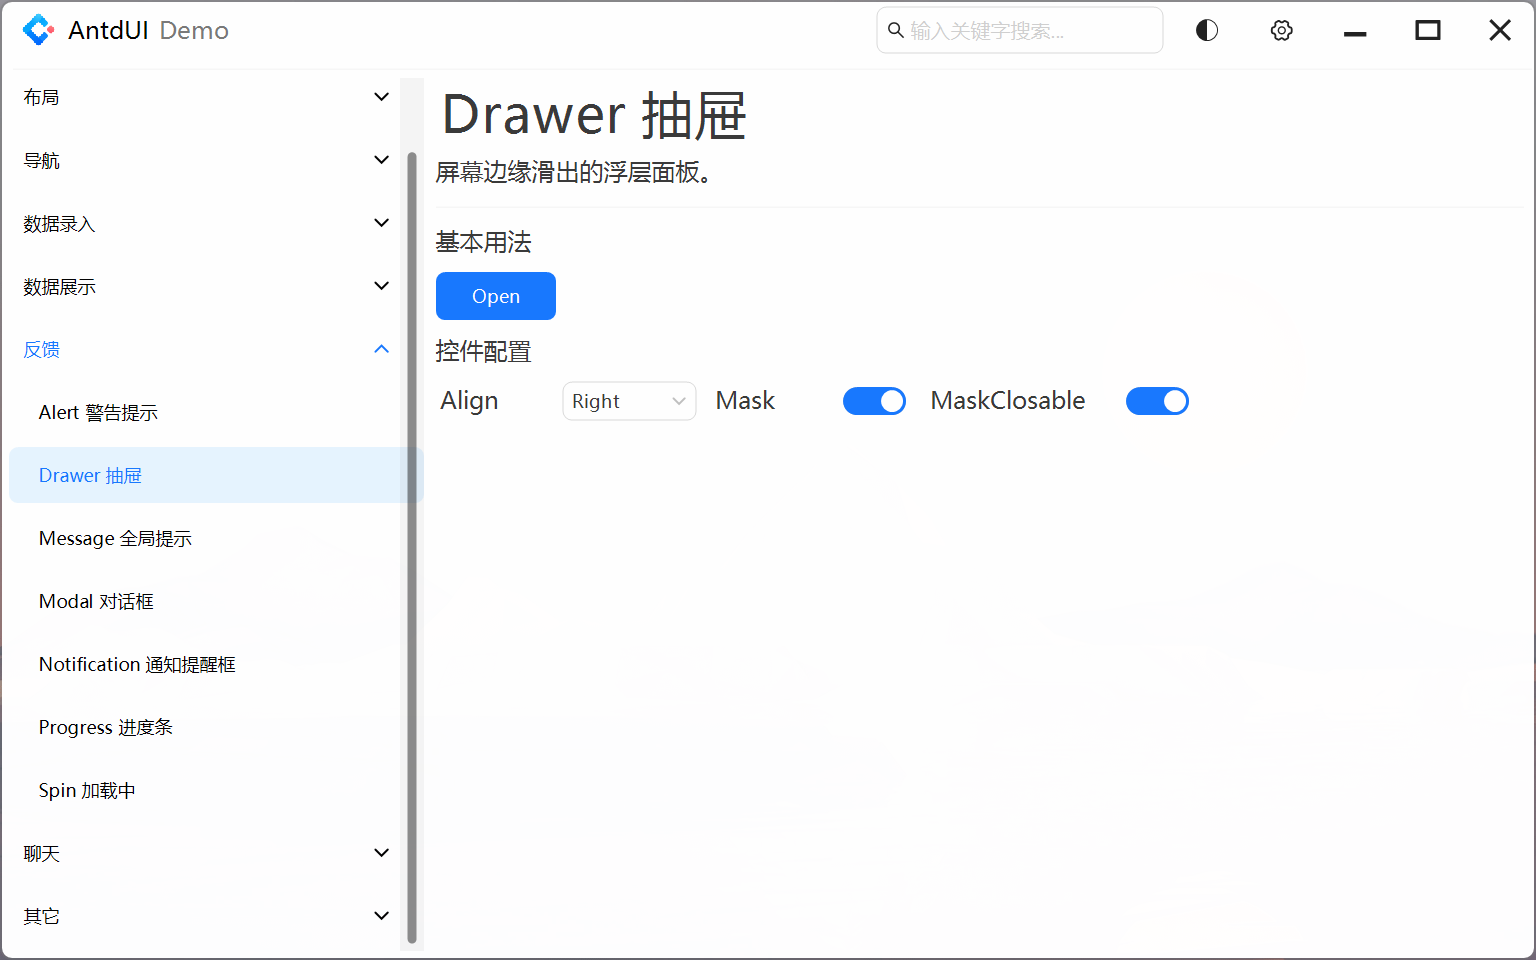 AntdUI Demo
输入关键字搜索...
布局
导航
数据录入
数据展示
反馈
Alert 警告提示
Drawer 抽屉
Message 全局提示
Modal 对话框
Notification 通知提醒框
Progress 进度条
Spin 加载中
聊天
其它
Drawer 抽屉
屏幕边缘滑出的浮层面板。
基本用法
Open
控件配置
Align Right Mask MaskClosable